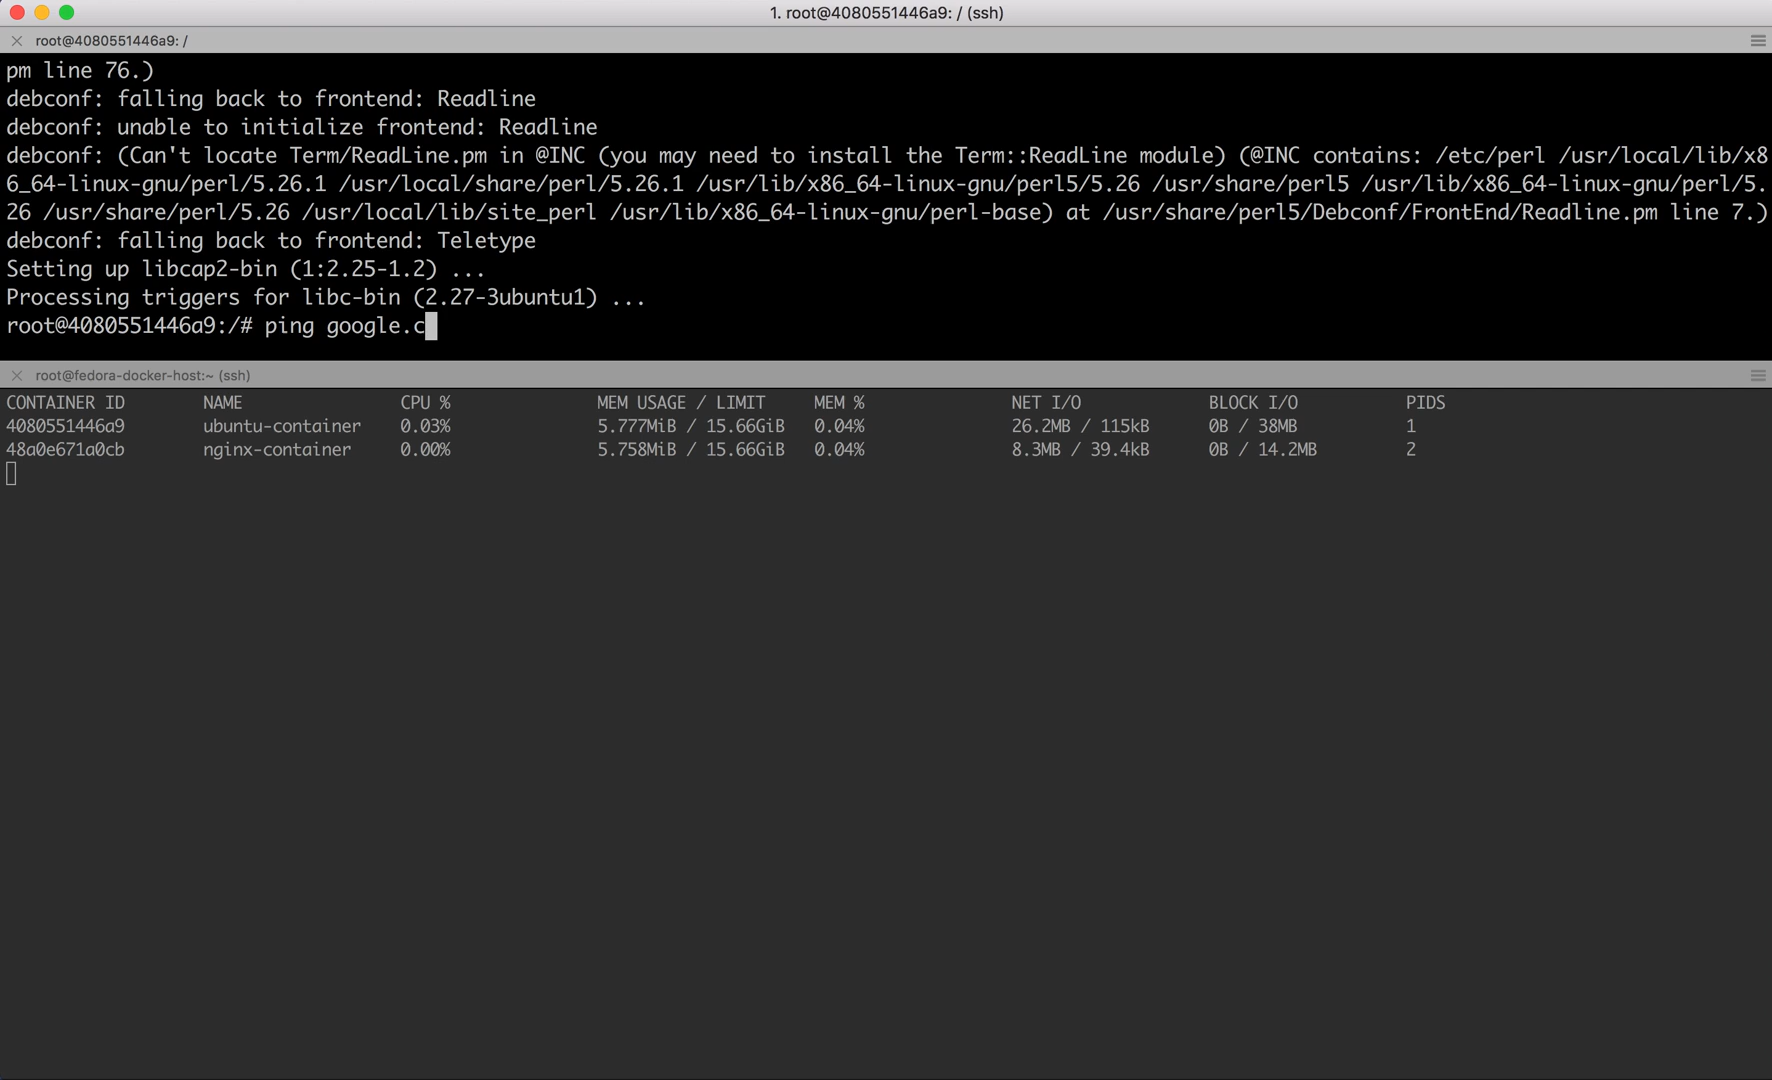 1. root@4080551446a9: / (ssh)
root@4080551446a9: /
pm line 76.)
debconf: falling back to frontend: Readline
debconf: unable to initialize frontend: Readline
debconf: (Can't locate Term/ReadLine.pm in @INC (you may need to install the Term::ReadLine module) (@INC contains: /etc/perl /usr/local/lib/x8
6_64-linux-gnu/perl/5.26.1 /usr/local/share/perl/5.26.1 /usr/lib/x86_64-linux-gnu/perl5/5.26 /usr/share/perl5 /usr/lib/x86_64-linux-gnu/perl/5.
26 /usr/share/perl/5.26 /usr/local/lib/site_perl /usr/lib/x86_64-linux-gnu/perl-base) at /usr/share/perl5/Debconf/FrontEnd/Readline.pm line 7.)
debconf: falling back to frontend: Teletype
Setting up libcap2-bin (1:2.25-1.2) ...
Processing triggers for libc-bin (2.27-3ubuntu1) ...
root@4080551446a9:/# ping google.c
root@fedora-docker-host:~ (ssh)
CONTAINER ID NAME CPU % MEM USAGE / LIMIT MEM % NET I/O BLOCK I/O PIDS
4080551446a9 ubuntu-container 0.03% 5.777MiB / 15.66GiB 0.04% 26.2MB / 115kB 0B / 38MB 1
48a0e671a0cb nginx-container 0.00% 5.758MiB / 15.66GiB 0.04% 8.3MB / 39.4kB 0B / 14.2MB 2